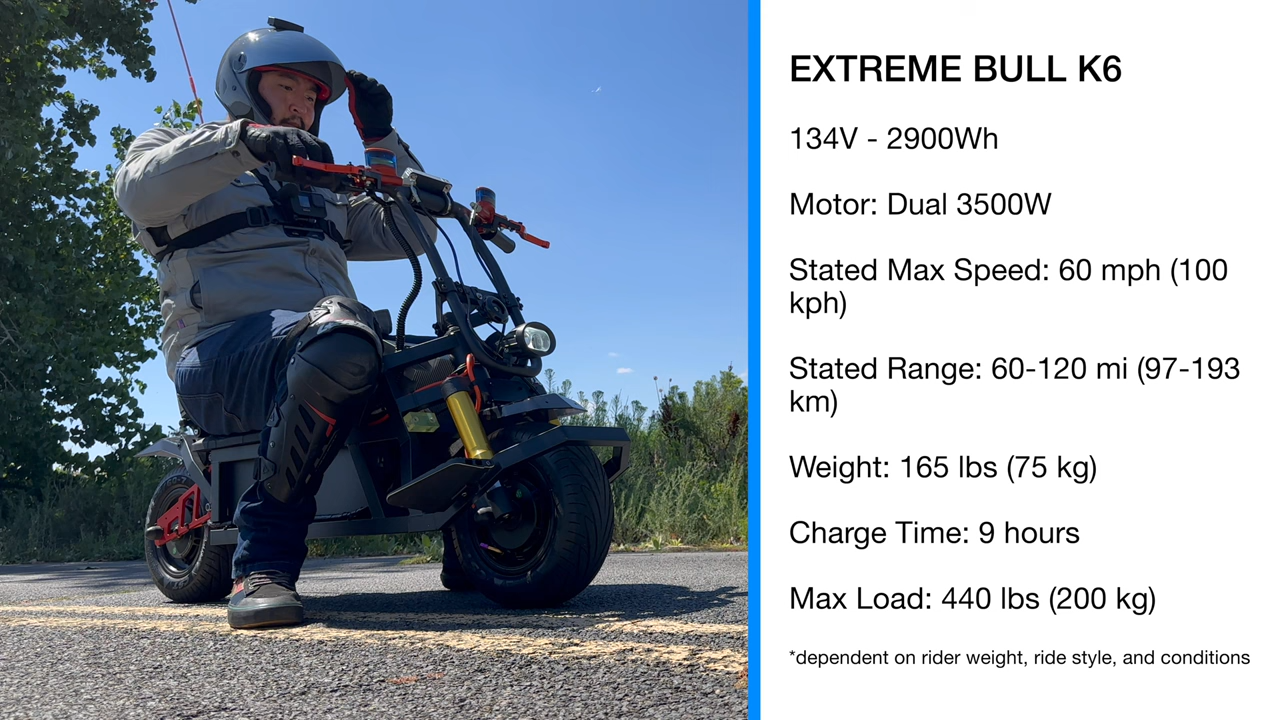 EXTREME BULL K6
134V - 2900Wh
Motor: Dual 3500W
Stated Max Speed: 60 mph (100
kph)
Stated Range: 60-120 mi (97-193
km)
Weight: 165 lbs (75 kg)
Charge Time: 9 hours
Max Load: 440 lbs (200 kg)
*dependent on rider weight, ride style, and conditions